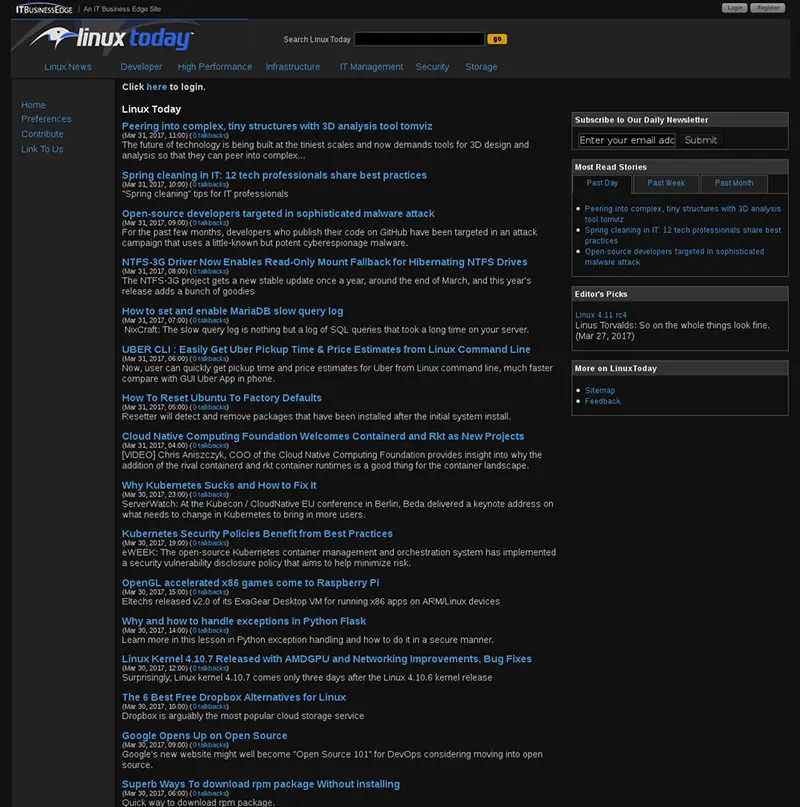 ITBUSINESSEDGE | An IT Business Edge Site
Login Register
linux today
Search Linux Today go
Linux News Developer High Performance Infrastructure IT Management Security Storage
Home
Preferences
Contribute
Link To Us
Click here to login.
Linux Today
Peering into complex, tiny structures with 3D analysis tool tomviz
(Mar 31, 2017, 11:00) (0 talkbacks)
The future of technology is being built at the tiniest scales and now demands tools for 3D design and
analysis so that they can peer into complex...
Spring cleaning in IT: 12 tech professionals share best practices
(Mar 31, 2017, 10:00) (0 talkbacks)
"Spring cleaning" tips for IT professionals
Open-source developers targeted in sophisticated malware attack
(Mar 31, 2017, 09:00) (0 talkbacks)
For the past few months, developers who publish their code on GitHub have been targeted in an attack
campaign that uses a little-known but potent cyberespionage malware.
NTFS-3G Driver Now Enables Read-Only Mount Fallback for Hibernating NTFS Drives
(Mar 31, 2017, 08:00) (0 talkbacks)
The NTFS-3G project gets a new stable update once a year, around the end of March, and this year's
release adds a bunch of goodies
How to set and enable MariaDB slow query log
(Mar 31, 2017, 07:00) (0 talkbacks)
NixCraft: The slow query log is nothing but a log of SQL queries that took a long time on your server.
UBER CLI : Easily Get Uber Pickup Time & Price Estimates from Linux Command Line
(Mar 31, 2017, 06:00) (0 talkbacks)
Now, user can quickly get pickup time and price estimates for Uber from Linux command line, much faster
compare with GUI Uber App in phone.
How To Reset Ubuntu To Factory Defaults
(Mar 31, 2017, 05:00) (0 talkbacks)
Resetter will detect and remove packages that have been installed after the initial system install.
Cloud Native Computing Foundation Welcomes Containerd and Rkt as New Projects
(Mar 31, 2017, 04:00) (0 talkbacks)
[VIDEO] Chris Aniszczyk, COO of the Cloud Native Computing Foundation provides insight into why the
addition of the rival containerd and rkt container runtimes is a good thing for the container landscape.
Why Kubernetes Sucks and How to Fix It
(Mar 30, 2017, 23:00) (0 talkbacks)
ServerWatch: At the Kubecon / CloudNative EU conference in Berlin, Beda delivered a keynote address on
what needs to change in Kubernetes to bring in more users.
Kubernetes Security Policies Benefit from Best Practices
(Mar 30, 2017, 19:00) (0 talkbacks)
eWEEK: The open-source Kubernetes container management and orchestration system has implemented
a security vulnerability disclosure policy that aims to help minimize risk.
OpenGL accelerated x86 games come to Raspberry Pi
(Mar 30, 2017, 15:00) (0 talkbacks)
Eltechs released v2.0 of its ExaGear Desktop VM for running x86 apps on ARM/Linux devices
Why and how to handle exceptions in Python Flask
(Mar 30, 2017, 14:00) (0 talkbacks)
Learn more in this lesson in Python exception handling and how to do it in a secure manner.
Linux Kernel 4.10.7 Released with AMDGPU and Networking Improvements, Bug Fixes
(Mar 30, 2017, 12:00) (0 talkbacks)
Surprisingly, Linux kernel 4.10.7 comes only three days after the Linux 4.10.6 kernel release
The 6 Best Free Dropbox Alternatives for Linux
(Mar 30, 2017, 10:00) (0 talkbacks)
Dropbox is arguably the most popular cloud storage service
Google Opens Up on Open Source
(Mar 30, 2017, 09:00) (0 talkbacks)
Google's new website might well become "Open Source 101" for DevOps considering moving into open
source.
Superb Ways To download rpm package Without installing
(Mar 30, 2017, 06:00) (0 talkbacks)
Quick way to download rpm package.
Subscribe to Our Daily Newsletter
Enter your email adc Submit
Most Read Stories
Past Day Past Week Past Month
Peering into complex, tiny structures with 3D analysis
tool tomviz
Spring cleaning in IT: 12 tech professionals share best
practices
Open-source developers targeted in sophisticated
malware attack
Editor's Picks
Linux 4.11 rc4
Linus Torvalds: So on the whole things look fine.
(Mar 27, 2017)
More on LinuxToday
Sitemap
Feedback